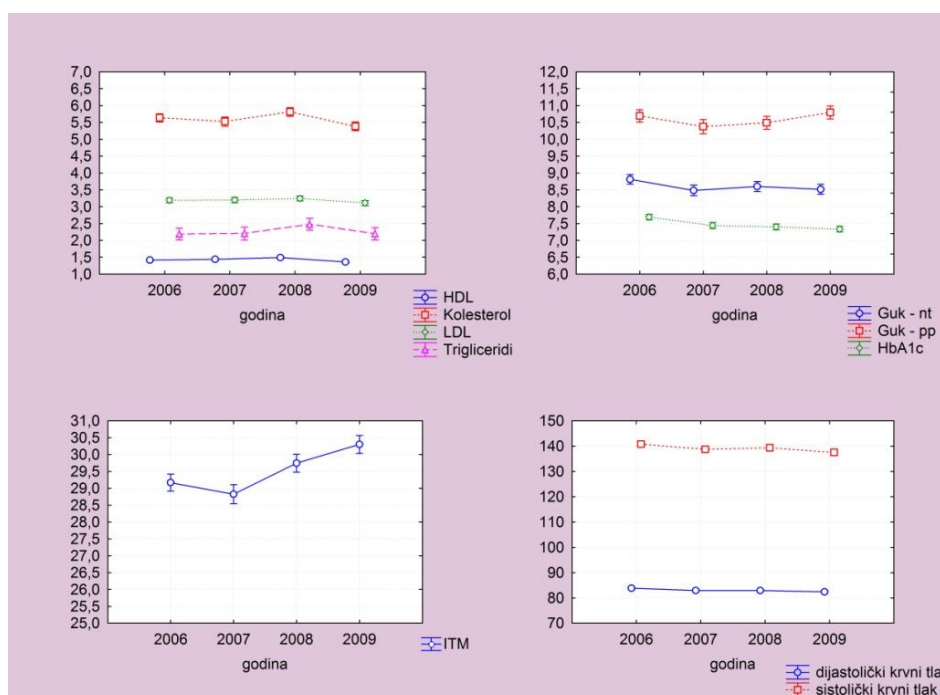 7,0
6,5
6,0
5,5
5,0
4,5
4,0
3,5
3,0
2,5
2,0
1,5
1,0
2006 2007 2008 2009
godina
HDL
Kolesterol
LDL
Trigliceridi
12,0
11,5
11,0
10,5
10,0
9,5
9,0
8,5
8,0
7,5
7,0
6,5
6,0
2006 2007 2008 2009
godina
Guk - nt
Guk - pp
HbA1c
31,0
30,5
30,0
29,5
29,0
28,5
28,0
27,5
27,0
26,5
26,0
25,5
25,0
2006 2007 2008 2009
godina
ITM
150
140
130
120
110
100
90
80
70
2006 2007 2008 2009
godina
dijastolički krvni tla
sistolički krvni tlak